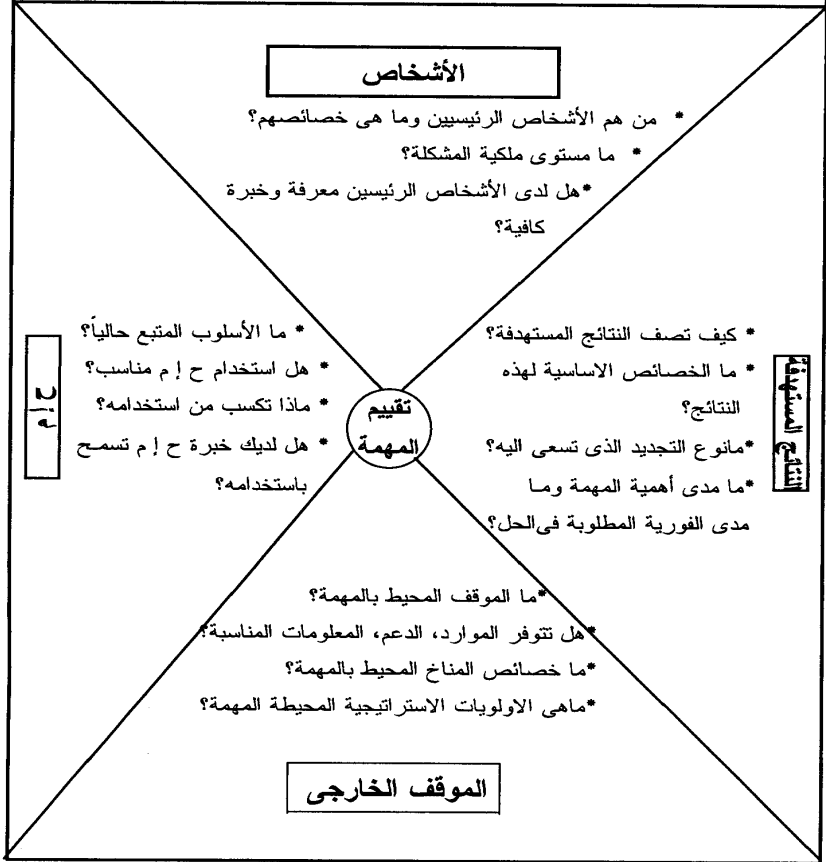 الأشخاص
* من هم الأشخاص الرئيسيين وما هى خصائصهم؟
* ما مستوى ملكية المشكلة؟
*هل لدى الأشخاص الرئيسين معرفة وخبرة
كافية؟
النتائج المستهدفة
* كيف تصف النتائج المستهدفة؟
* ما الخصائص الاساسية لهذه
النتائج؟
*مانوع التجديد الذى تسعى اليه؟
*ما مدى أهمية المهمة وما
مدى الفورية المطلوبة فىالحل؟
تقييم
المهمة
* ما الأسلوب المتبع حالياً؟
* هل استخدام ح إ م مناسب؟
* ماذا تكسب من استخدامه؟
* هل لديك خبرة ح إ م تسمح
باستخدامه؟
ح إ م
*ما الموقف المحيط بالمهمة؟
*هل تتوفر الموارد، الدعم، المعلومات المناسبة؟
*ما خصائص المناخ المحيط بالمهمة؟
*ماهى الاولويات الاستراتيجية المحيطة المهمة؟
الموقف الخارجى